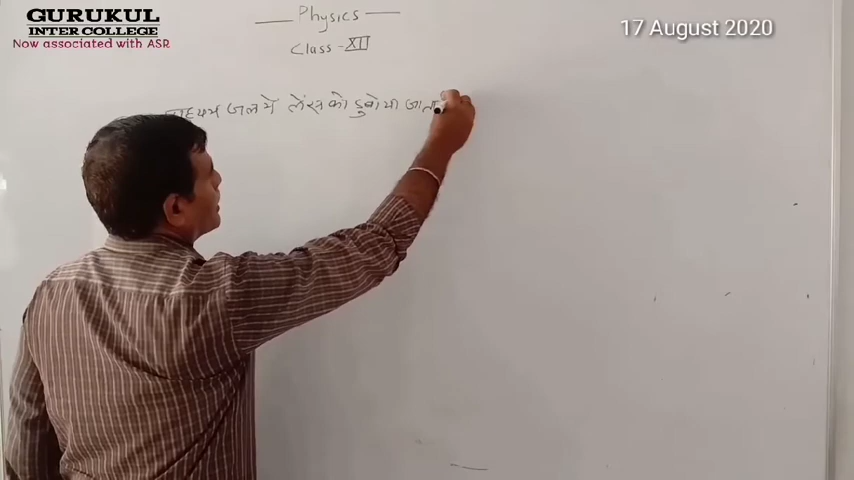 GURUKUL
INTER COLLEGE
Now associated with ASR
Physics
17 August 2020
Class - XII
जल में लेंस को डुबोया जाता